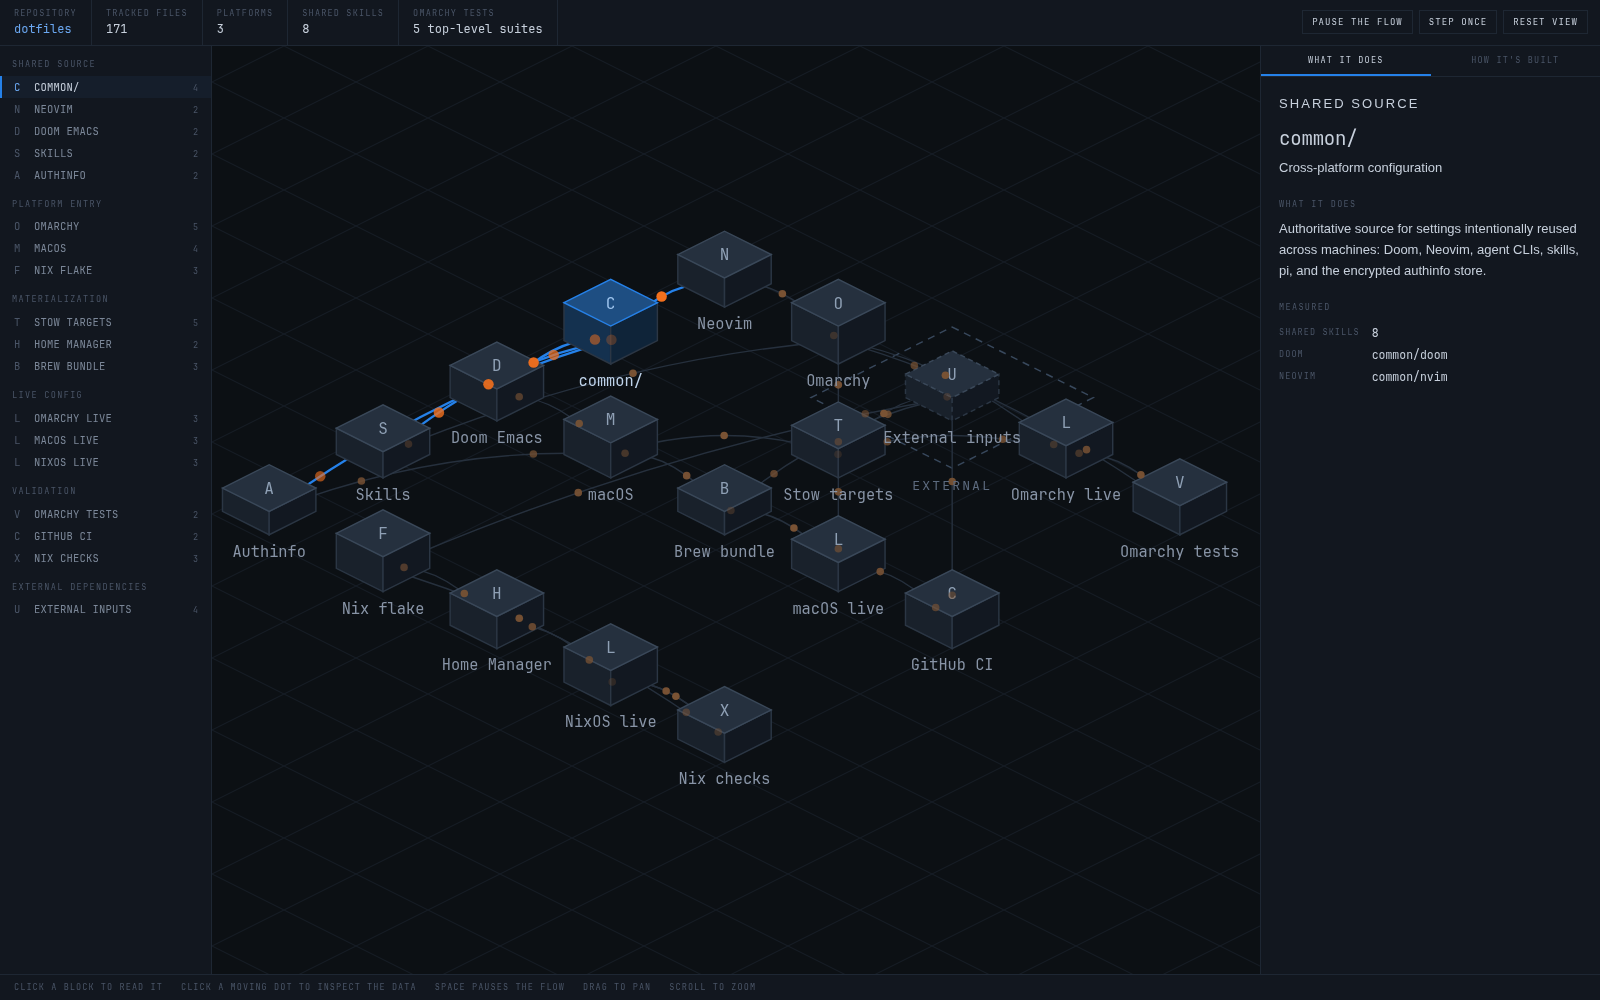 REPOSITORY
dotfiles
TRACKED FILES
171
PLATFORMS
3
SHARED SKILLS
8
OMARCHY TESTS
5 top-level suites
PAUSE THE FLOW
STEP ONCE
RESET VIEW
SHARED SOURCE
C COMMON/ 4
N NEOVIM 2
D DOOM EMACS 2
S SKILLS 2
A AUTHINFO 2
PLATFORM ENTRY
O OMARCHY 5
M MACOS 4
F NIX FLAKE 3
MATERIALIZATION
T STOW TARGETS 5
H HOME MANAGER 2
B BREW BUNDLE 3
LIVE CONFIG
L OMARCHY LIVE 3
L MACOS LIVE 3
L NIXOS LIVE 3
VALIDATION
V OMARCHY TESTS 2
C GITHUB CI 2
X NIX CHECKS 3
EXTERNAL DEPENDENCIES
U EXTERNAL INPUTS 4
N
Neovim
C
common/
O
Omarchy
D
Doom Emacs
U
External inputs
EXTERNAL
S
Skills
M
macOS
T
Stow targets
L
Omarchy live
A
Authinfo
B
Brew bundle
V
Omarchy tests
F
Nix flake
L
macOS live
H
Home Manager
C
GitHub CI
L
NixOS live
X
Nix checks
WHAT IT DOES
HOW IT'S BUILT
SHARED SOURCE
common/
Cross-platform configuration
WHAT IT DOES
Authoritative source for settings intentionally reused
across machines: Doom, Neovim, agent CLIs, skills,
pi, and the encrypted authinfo store.
MEASURED
SHARED SKILLS 8
DOOM common/doom
NEOVIM common/nvim
CLICK A BLOCK TO READ IT
CLICK A MOVING DOT TO INSPECT THE DATA
SPACE PAUSES THE FLOW
DRAG TO PAN
SCROLL TO ZOOM